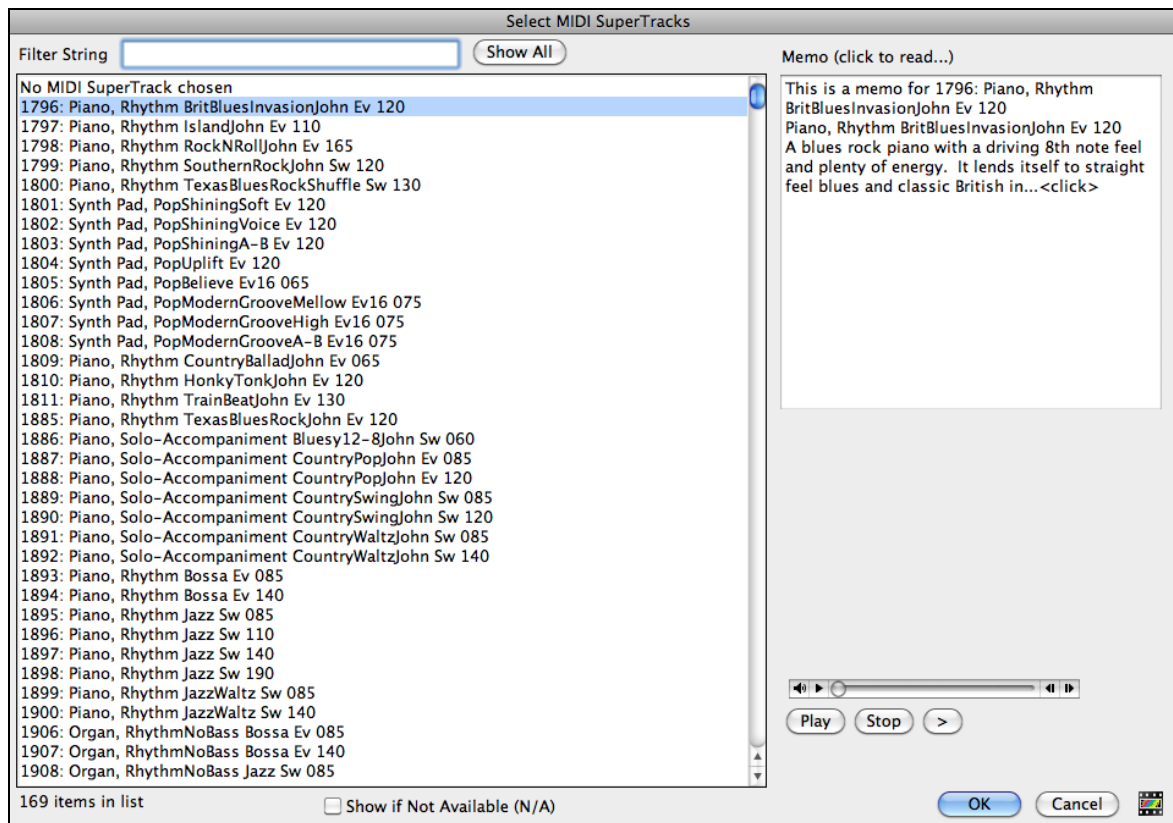 Select MIDI SuperTracks
Filter String
Show All
No MIDI SuperTrack chosen
1796: Piano, Rhythm BritBluesInvasionJohn Ev 120
1797: Piano, Rhythm IslandJohn Ev 110
1798: Piano, Rhythm RockNRollJohn Ev 165
1799: Piano, Rhythm SouthernRockJohn Sw 120
1800: Piano, Rhythm TexasBluesRockShuffle Sw 130
1801: Synth Pad, PopShiningSoft Ev 120
1802: Synth Pad, PopShiningVoice Ev 120
1803: Synth Pad, PopShiningA-B Ev 120
1804: Synth Pad, PopUplift Ev 120
1805: Synth Pad, PopBelieve Ev16 065
1806: Synth Pad, PopModernGrooveMellow Ev16 075
1807: Synth Pad, PopModernGrooveHigh Ev16 075
1808: Synth Pad, PopModernGrooveA-B Ev16 075
1809: Piano, Rhythm CountryBalladJohn Ev 065
1810: Piano, Rhythm HonkyTonkJohn Ev 120
1811: Piano, Rhythm TrainBeatJohn Ev 130
1885: Piano, Rhythm TexasBluesRockJohn Ev 120
1886: Piano, Solo-Accompaniment Bluesy12-8John Sw 060
1887: Piano, Solo-Accompaniment CountryPopJohn Ev 085
1888: Piano, Solo-Accompaniment CountryPopJohn Ev 120
1889: Piano, Solo-Accompaniment CountrySwingJohn Sw 085
1890: Piano, Solo-Accompaniment CountrySwingJohn Sw 120
1891: Piano, Solo-Accompaniment CountryWaltzJohn Sw 085
1892: Piano, Solo-Accompaniment CountryWaltzJohn Sw 140
1893: Piano, Rhythm Bossa Ev 085
1894: Piano, Rhythm Bossa Ev 140
1895: Piano, Rhythm Jazz Sw 085
1896: Piano, Rhythm Jazz Sw 110
1897: Piano, Rhythm Jazz Sw 140
1898: Piano, Rhythm Jazz Sw 190
1899: Piano, Rhythm JazzWaltz Sw 085
1900: Piano, Rhythm JazzWaltz Sw 140
1906: Organ, RhythmNoBass Bossa Ev 085
1907: Organ, RhythmNoBass Bossa Ev 140
1908: Organ, RhythmNoBass Jazz Sw 085
169 items in list
Show if Not Available (N/A)
Memo (click to read...)
This is a memo for 1796: Piano, Rhythm
BritBluesInvasionJohn Ev 120
Piano, Rhythm BritBluesInvasionJohn Ev 120
A blues rock piano with a driving 8th note feel
and plenty of energy.  It lends itself to straight
feel blues and classic British in...<click>
Play
Stop
>
OK
Cancel